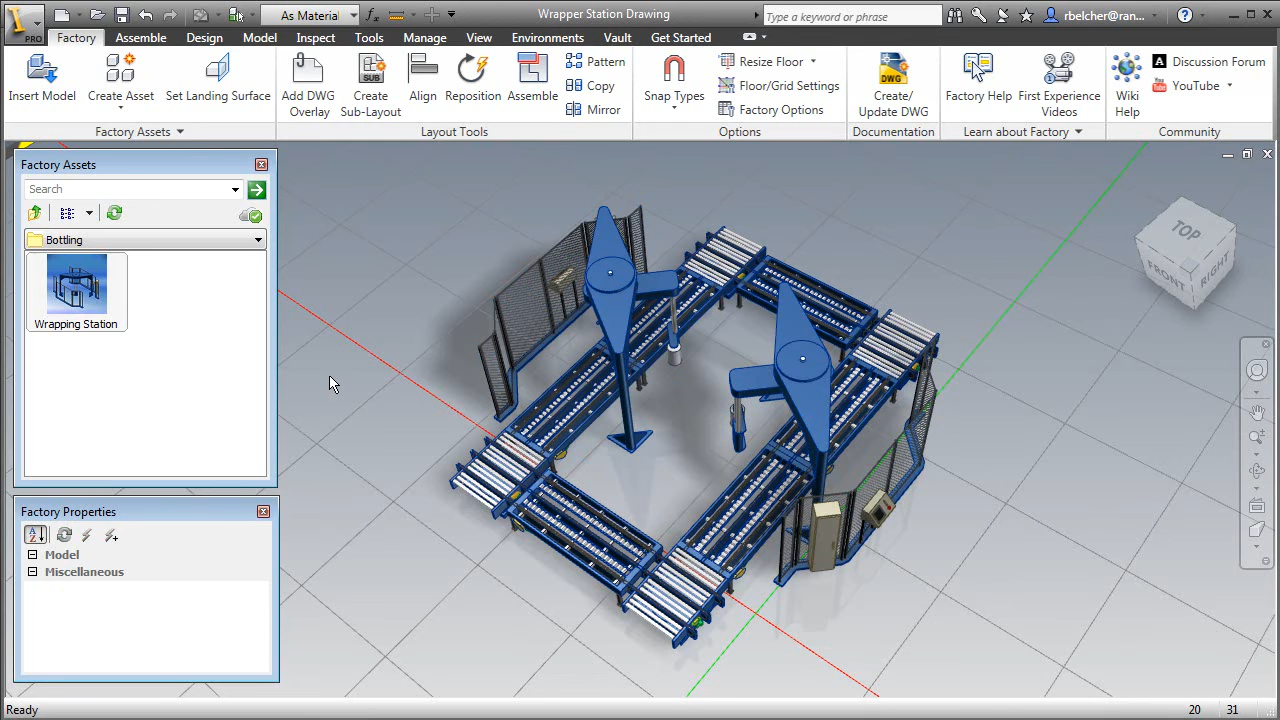 PRO
As Material
Wrapper Station Drawing
Type a keyword or phrase
rbelcher@ran...
Factory
Assemble
Design
Model
Inspect
Tools
Manage
View
Environments
Vault
Get Started
Insert Model
Create Asset
Set Landing Surface
Add DWG
Overlay
SUB
Create
Sub-Layout
Align
Reposition
Assemble
Pattern
Copy
Mirror
Snap Types
Resize Floor
Floor/Grid Settings
Factory Options
DWG
Create/
Update DWG
Factory Help
First Experience
Videos
Wiki
Help
A Discussion Forum
You Tube YouTube
Factory Assets
Layout Tools
Options
Documentation
Learn about Factory
Community
Factory Assets
Search
Bottling
Wrapping Station
Factory Properties
A
Z
Model
Miscellaneous
TOP
FRONT
RIGHT
Ready
20
31